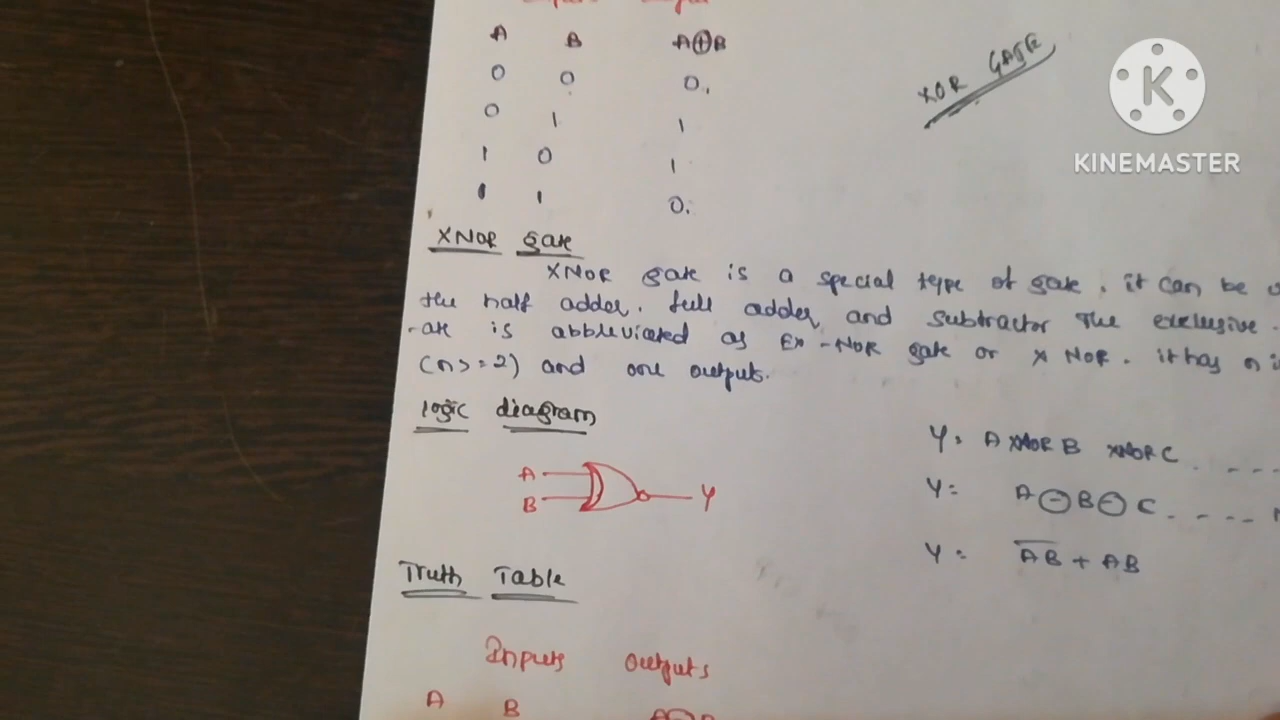 A B A⊕B
0 0 0.
0 1 1
1 0 1
1 1 0.
XOR GATE
KINEMASTER
XNOR gate
XNOR gate is a special type of gate. it can be
the half adder. full adder and subtractor The exclusive -
-ate is abbreviated as Ex-NOR gate or X NOR. it has n
(n>=2) and one outputs.
logic diagram
Y = A XNOR B XNOR C . - - -
A
B
Y
Y = A ⊖ B ⊖ C . - - - -
Y = A̅B̅ + AB
Truth Table
Inputs Outputs
A B